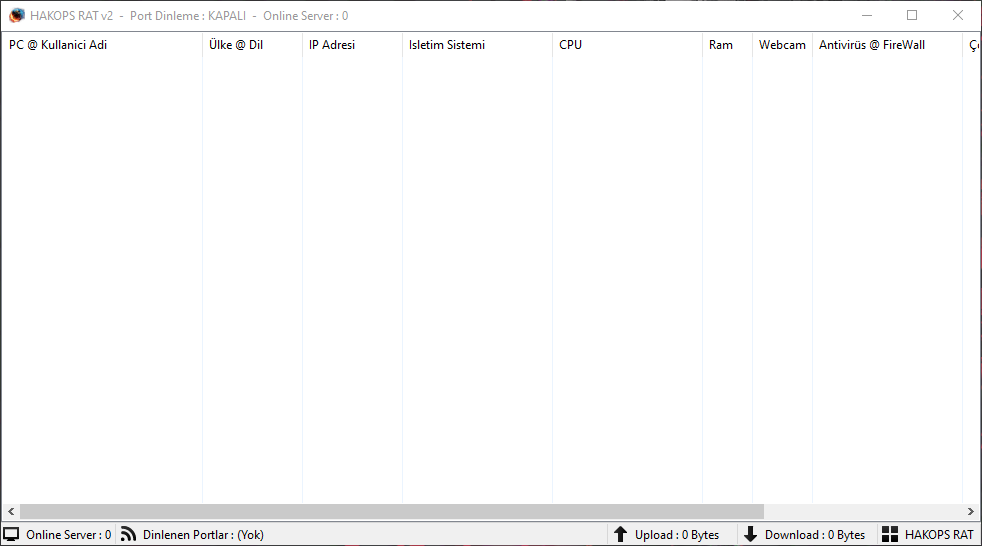 HAKOPS RAT v2 - Port Dinleme : KAPALI - Online Server : 0
PC @ Kullanici Adi Ülke @ Dil IP Adresi Isletim Sistemi CPU Ram Webcam Antivirüs @ FireWall
Online Server : 0 Dinlenen Portlar : (Yok) Upload : 0 Bytes Download : 0 Bytes HAKOPS RAT